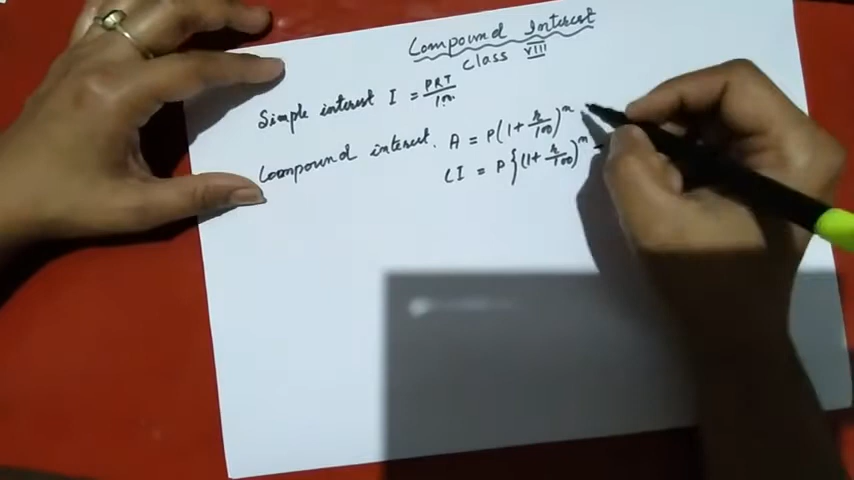 Compound Interest
class VIII
Simple interest I = PRT/100
Compound interest. A = P(1+ r/100)^n
CI = P{(1+ r/100)^n -